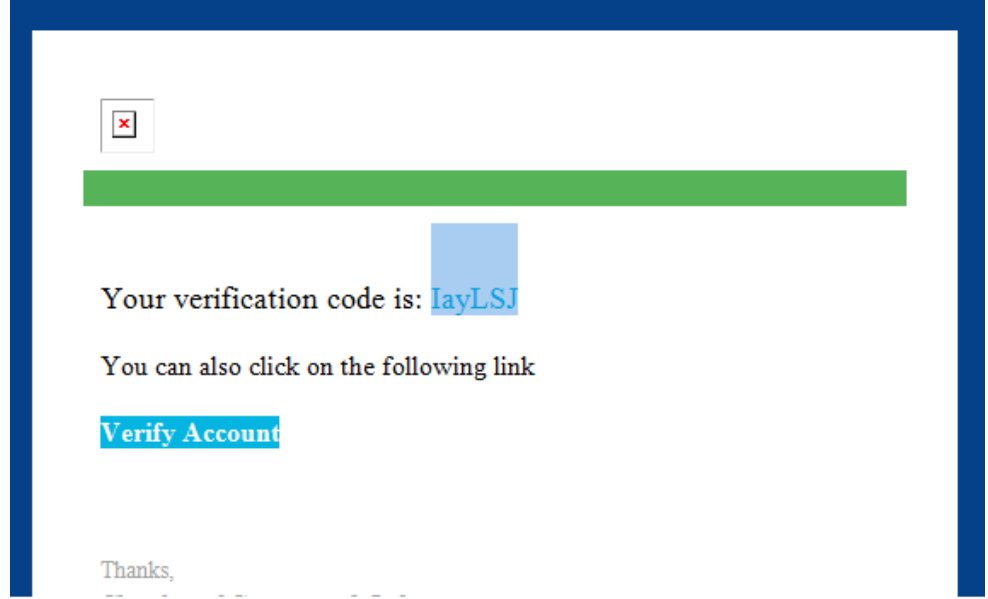 Your verification code is: IayLSJ
You can also click on the following link
Verify Account
Thanks,